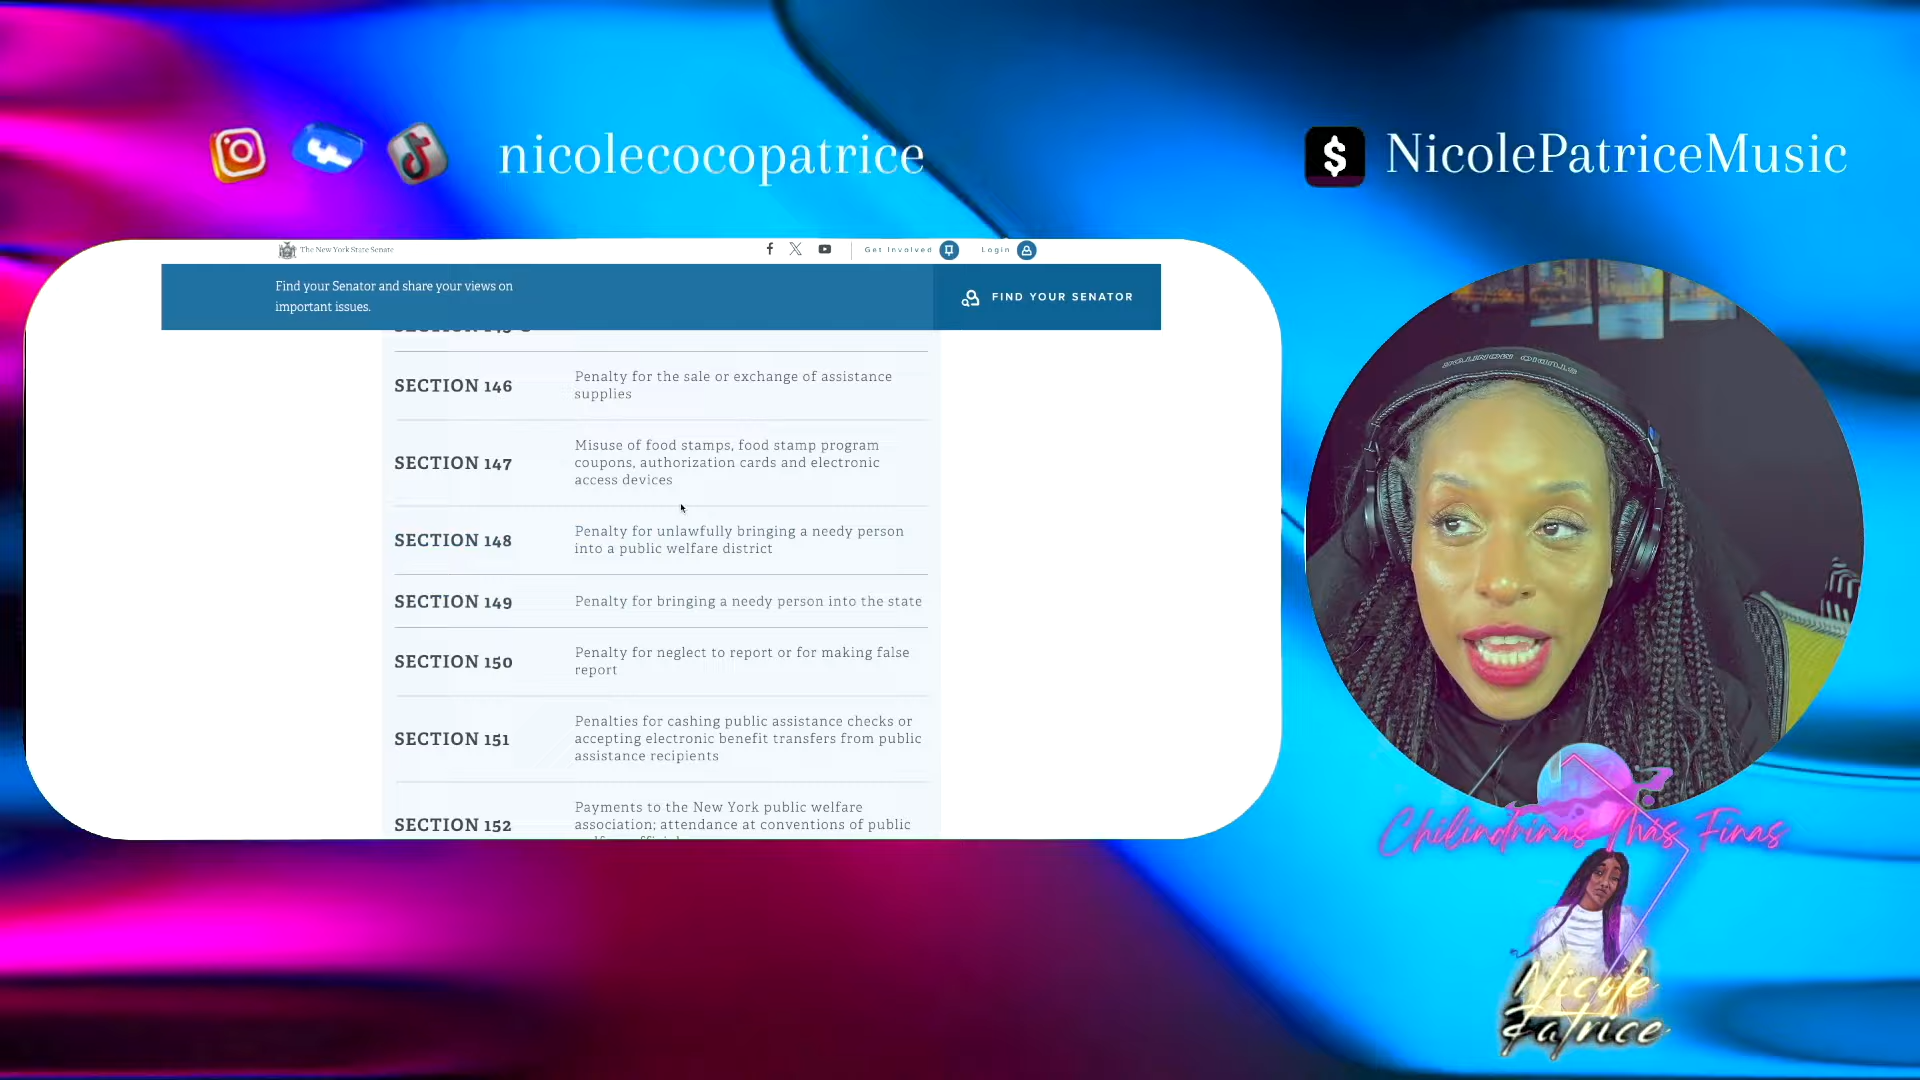 nicolecocopatrice
NicolePatriceMusic
The New York State Senate
Get Involved
Login
Find your Senator and share your views on
important issues.
FIND YOUR SENATOR
SECTION 146
Penalty for the sale or exchange of assistance
supplies
SECTION 147
Misuse of food stamps, food stamp program
coupons, authorization cards and electronic
access devices
SECTION 148
Penalty for unlawfully bringing a needy person
into a public welfare district
SECTION 149
Penalty for bringing a needy person into the state
SECTION 150
Penalty for neglect to report or for making false
report
SECTION 151
Penalties for cashing public assistance checks or
accepting electronic benefit transfers from public
assistance recipients
SECTION 152
Payments to the New York public welfare
association; attendance at conventions of public
Chilindrinas Más Finas
Nicole
Patrice